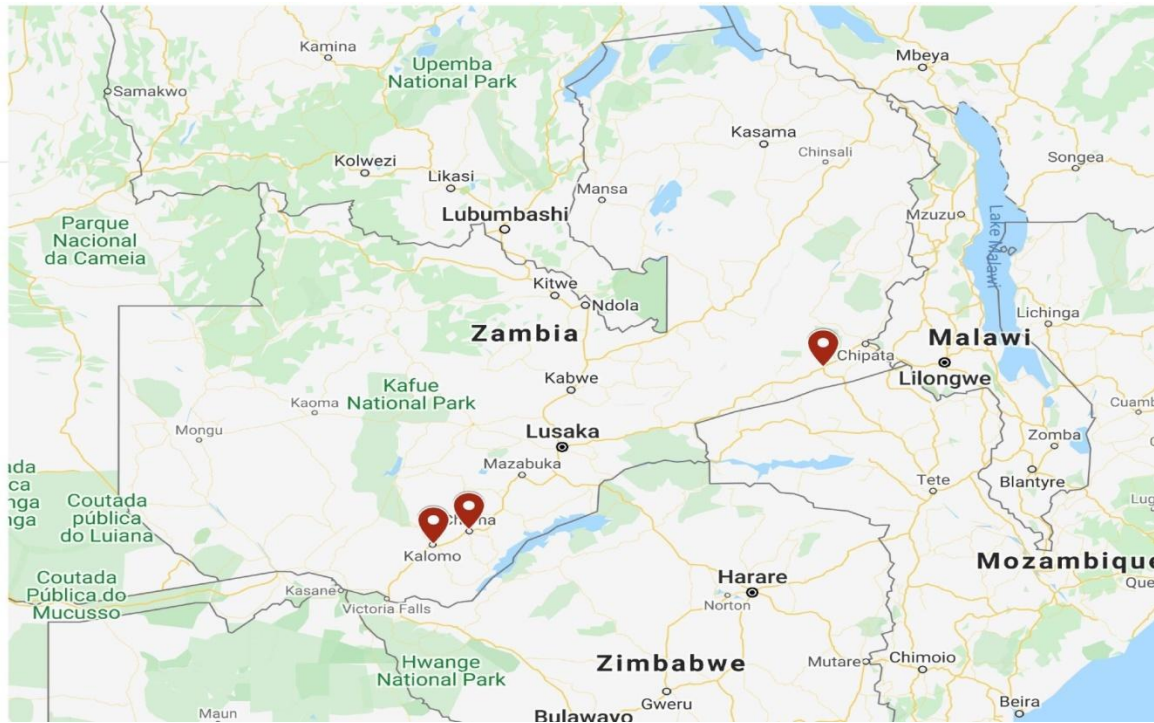 Kamina
Upemba
National Park
Mbeya
Samakwo
Kasama
Chinsali
Songea
Kolwezi
Likasi
Mansa
Lubumbashi
Mzuzu
Lake Malawi
Parque
Nacional
da Cameia
Kitwe
Ndola
Lichinga
Zambia
Malawi
Chipata
Lilongwe
Kabwe
Kafue
National Park
Kaoma
Mongu
Lusaka
Zomba
Mazabuka
Tete
Blantyre
Coutada
pública
do Luiana
Kalomo
Mozambique
Coutada
Pública do
Mucusso
Kasane
Victoria Falls
Harare
Norton
Zimbabwe
Mutare
Chimoio
Hwange
National Park
Gweru
Beira
Maun
Bulawayo